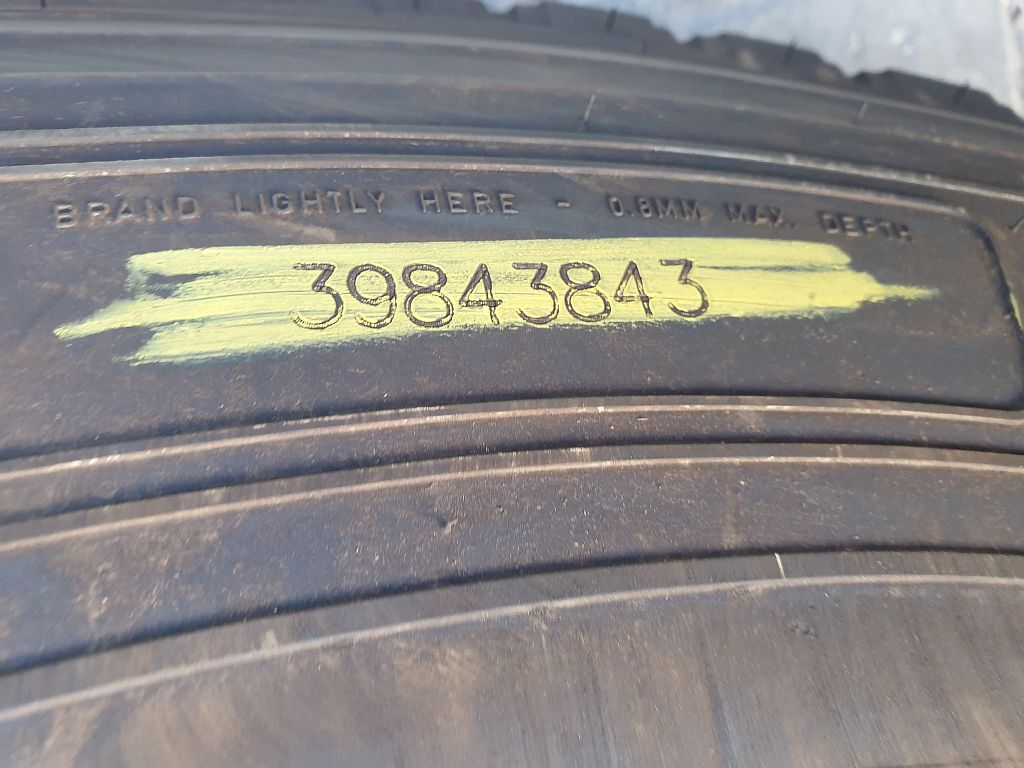 BRAND LIGHTLY HERE - 0.8MM MAX. DEPTH
39843843